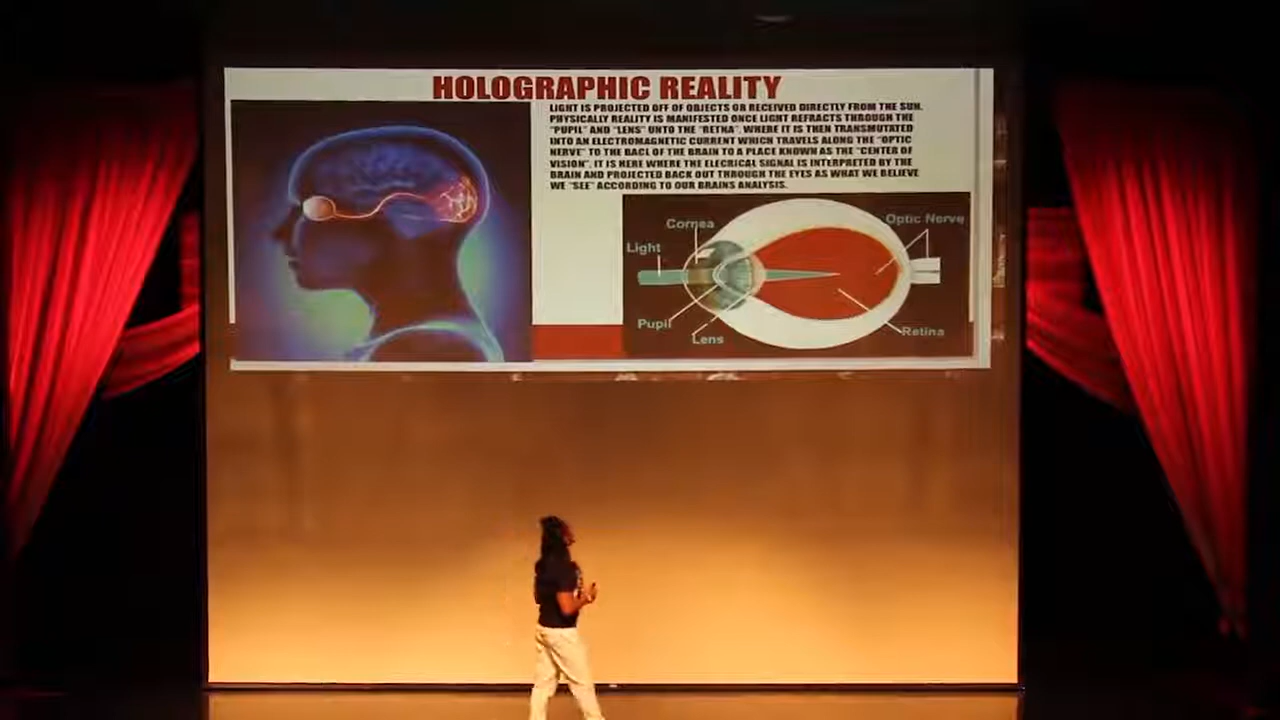 HOLOGRAPHIC REALITY
LIGHT IS PROJECTED OFF OF OBJECTS OR RECEIVED DIRECTLY FROM THE SUN.
PHYSICALLY REALITY IS MANIFESTED ONCE LIGHT REFRACTS THROUGH THE
"PUPIL" AND "LENS" UNTO THE "RETNA", WHERE IT IS THEN TRANSMUTATED
INTO AN ELECTROMAGNETIC CURRENT WHICH TRAVELS ALONG THE "OPTIC
NERVE" TO THE BACL OF THE BRAIN TO A PLACE KNOWN AS THE "CENTER OF
VISION". IT IS HERE WHERE THE ELECRICAL SIGNAL IS INTERPRETED BY THE
BRAIN AND PROJECTED BACK OUT THROUGH THE EYES AS WHAT WE BELIEVE
WE "SEE" ACCORDING TO OUR BRAINS ANALYSIS.
Cornea
Optic Nerve
Light
Pupil
Lens
Retina